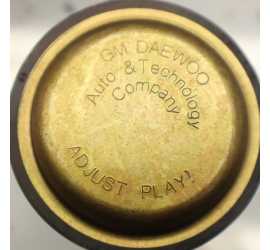 GM DAEWOO
Auto & Technology
Company
ADJUST PLAY!